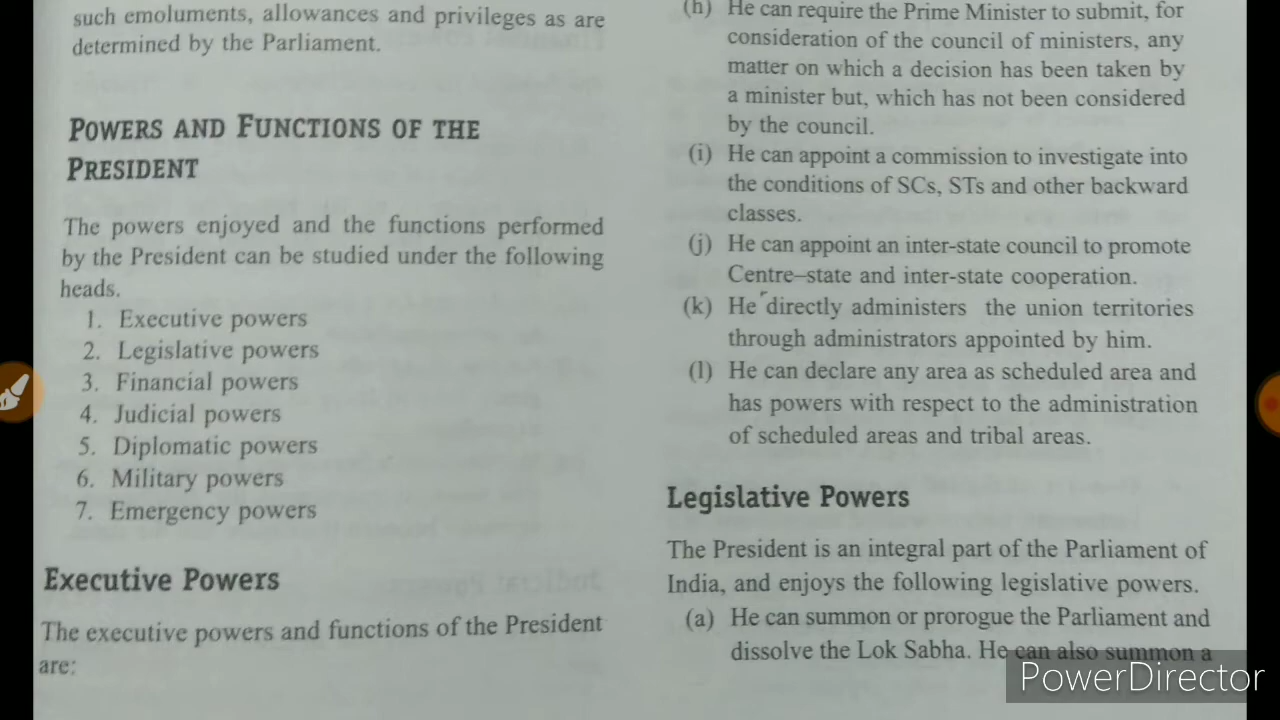 such emoluments, allowances and privileges as are
determined by the Parliament.
POWERS AND FUNCTIONS OF THE
PRESIDENT
The powers enjoyed and the functions performed
by the President can be studied under the following
heads.
1. Executive powers
2. Legislative powers
3. Financial powers
4. Judicial powers
5. Diplomatic powers
6. Military powers
7. Emergency powers
Executive Powers
The executive powers and functions of the President
are:
(h) He can require the Prime Minister to submit, for
consideration of the council of ministers, any
matter on which a decision has been taken by
a minister but, which has not been considered
by the council.
(i) He can appoint a commission to investigate into
the conditions of SCs, STs and other backward
classes.
(j) He can appoint an inter-state council to promote
Centre–state and inter-state cooperation.
(k) He directly administers the union territories
through administrators appointed by him.
(l) He can declare any area as scheduled area and
has powers with respect to the administration
of scheduled areas and tribal areas.
Legislative Powers
The President is an integral part of the Parliament of
India, and enjoys the following legislative powers.
(a) He can summon or prorogue the Parliament and
dissolve the Lok Sabha. He can also summon a
PowerDirector